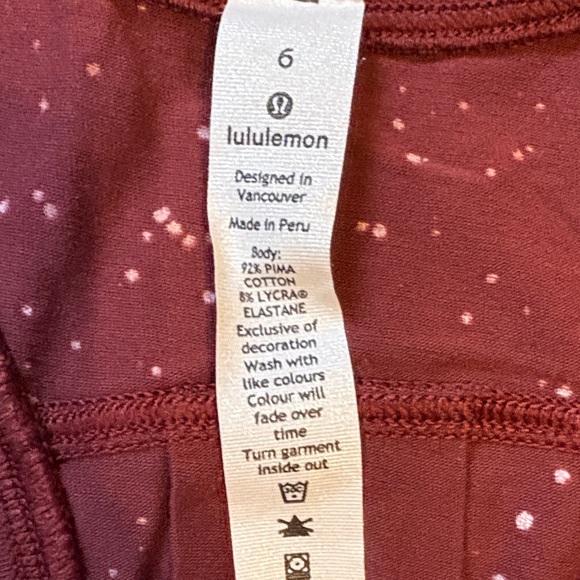 6
lululemon
Designed in
Vancouver
Made in Peru
Body:
92% PIMA
COTTON
8% LYCRA®
ELASTANE
Exclusive of
decoration
Wash with
like colours
Colour will
fade over
time
Turn garment
inside out